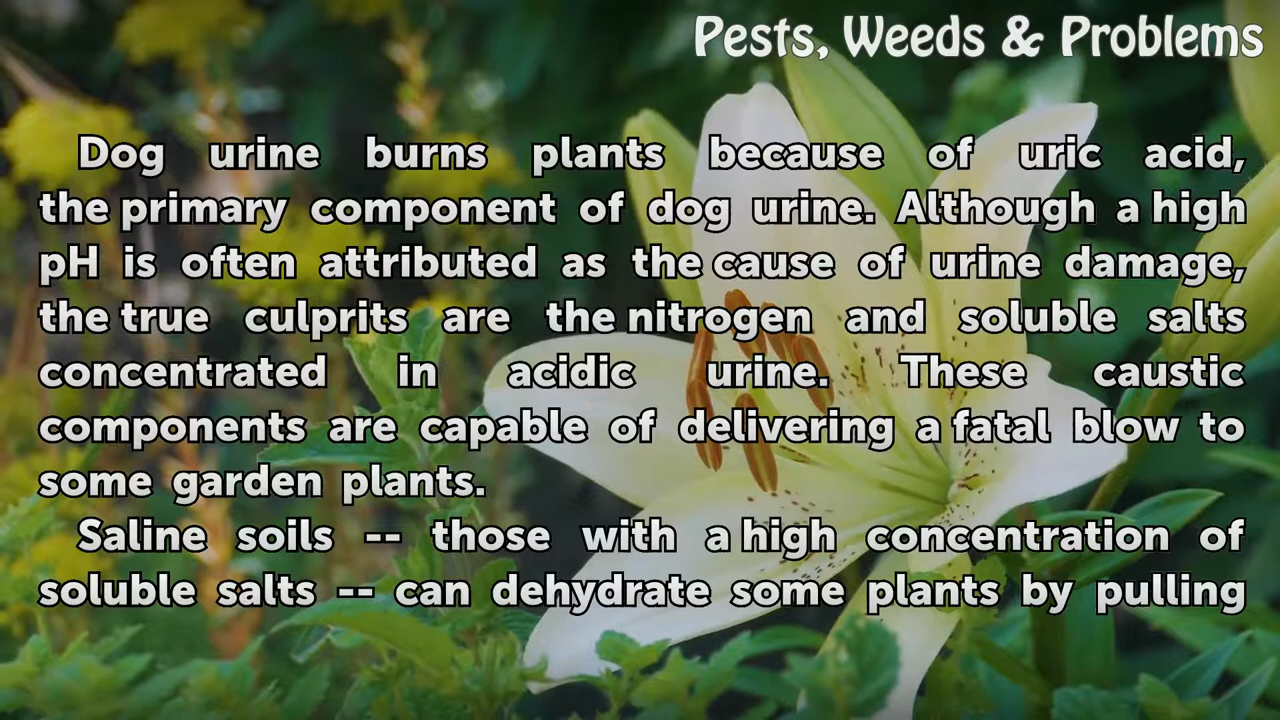 Pests, Weeds & Problems
Dog urine burns plants because of uric acid,
the primary component of dog urine. Although a high
pH is often attributed as the cause of urine damage,
the true culprits are the nitrogen and soluble salts
concentrated in acidic urine. These caustic
components are capable of delivering a fatal blow to
some garden plants.
Saline soils -- those with a high concentration of
soluble salts -- can dehydrate some plants by pulling